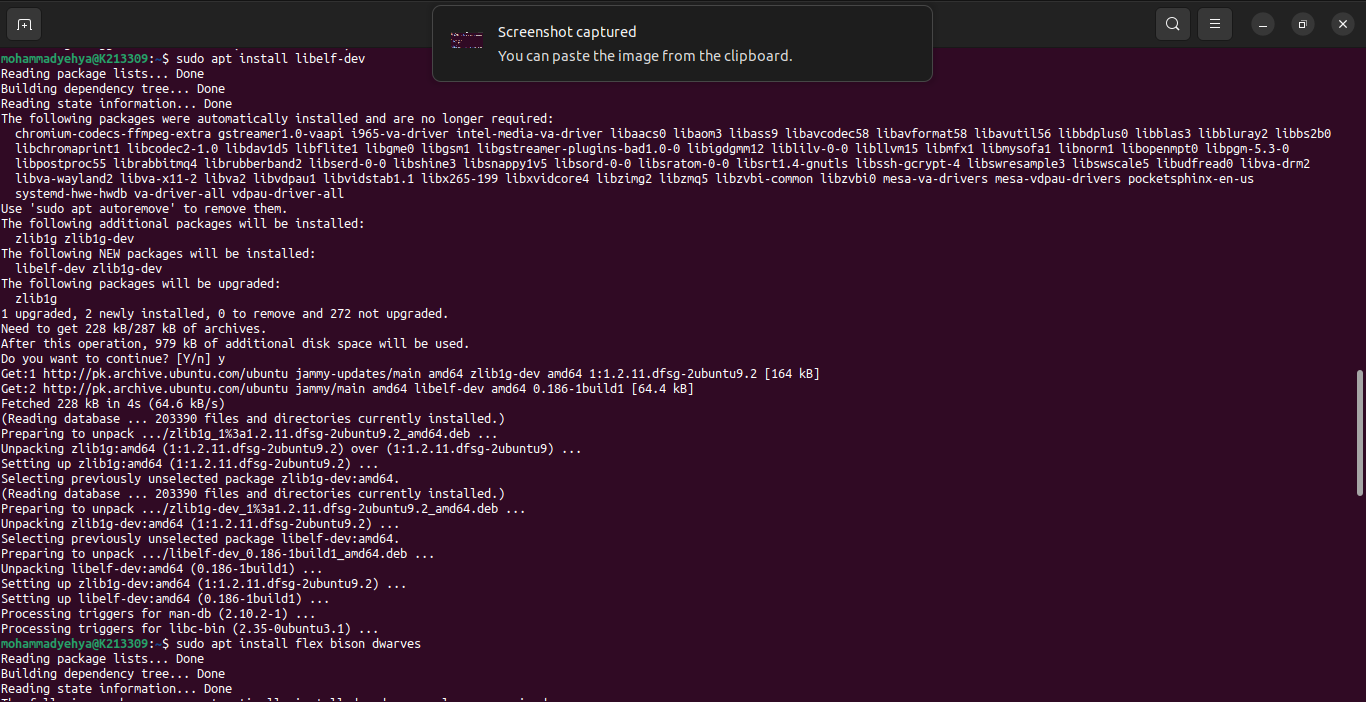 Screenshot captured
You can paste the image from the clipboard.
mohammadyehya@K213309:~$ sudo apt install libelf-dev
Reading package lists... Done
Building dependency tree... Done
Reading state information... Done
The following packages were automatically installed and are no longer required:
  chromium-codecs-ffmpeg-extra gstreamer1.0-vaapi i965-va-driver intel-media-va-driver libaacs0 libaom3 libass9 libavcodec58 libavformat58 libavutil56 libbdplus0 libblas3 libbluray2 libbs2b0
  libchromaprint1 libcodec2-1.0 libdav1d5 libflite1 libgme0 libgsm1 libgstreamer-plugins-bad1.0-0 libigdgmm12 liblilv-0-0 libllvm15 libmfx1 libmysofa1 libnorm1 libopenmpt0 libpgm-5.3-0
  libpostproc55 librabbitmq4 librubberband2 libserd-0-0 libshine3 libsnappy1v5 libsord-0-0 libsratom-0-0 libsrt1.4-gnutls libssh-gcrypt-4 libswresample3 libswscale5 libudfread0 libva-drm2
  libva-wayland2 libva-x11-2 libva2 libvdpau1 libvidstab1.1 libx265-199 libxvidcore4 libzimg2 libzmq5 libzvbi-common libzvbi0 mesa-va-drivers mesa-vdpau-drivers pocketsphinx-en-us
  systemd-hwe-hwdb va-driver-all vdpau-driver-all
Use 'sudo apt autoremove' to remove them.
The following additional packages will be installed:
  zlib1g zlib1g-dev
The following NEW packages will be installed:
  libelf-dev zlib1g-dev
The following packages will be upgraded:
  zlib1g
1 upgraded, 2 newly installed, 0 to remove and 272 not upgraded.
Need to get 228 kB/287 kB of archives.
After this operation, 979 kB of additional disk space will be used.
Do you want to continue? [Y/n] y
Get:1 http://pk.archive.ubuntu.com/ubuntu jammy-updates/main amd64 zlib1g-dev amd64 1:1.2.11.dfsg-2ubuntu9.2 [164 kB]
Get:2 http://pk.archive.ubuntu.com/ubuntu jammy/main amd64 libelf-dev amd64 0.186-1build1 [64.4 kB]
Fetched 228 kB in 4s (64.6 kB/s)
(Reading database ... 203390 files and directories currently installed.)
Preparing to unpack .../zlib1g_1%3a1.2.11.dfsg-2ubuntu9.2_amd64.deb ...
Unpacking zlib1g:amd64 (1:1.2.11.dfsg-2ubuntu9.2) over (1:1.2.11.dfsg-2ubuntu9) ...
Setting up zlib1g:amd64 (1:1.2.11.dfsg-2ubuntu9.2) ...
Selecting previously unselected package zlib1g-dev:amd64.
(Reading database ... 203390 files and directories currently installed.)
Preparing to unpack .../zlib1g-dev_1%3a1.2.11.dfsg-2ubuntu9.2_amd64.deb ...
Unpacking zlib1g-dev:amd64 (1:1.2.11.dfsg-2ubuntu9.2) ...
Selecting previously unselected package libelf-dev:amd64.
Preparing to unpack .../libelf-dev_0.186-1build1_amd64.deb ...
Unpacking libelf-dev:amd64 (0.186-1build1) ...
Setting up zlib1g-dev:amd64 (1:1.2.11.dfsg-2ubuntu9.2) ...
Setting up libelf-dev:amd64 (0.186-1build1) ...
Processing triggers for man-db (2.10.2-1) ...
Processing triggers for libc-bin (2.35-0ubuntu3.1) ...
mohammadyehya@K213309:~$ sudo apt install flex bison dwarves
Reading package lists... Done
Building dependency tree... Done
Reading state information... Done